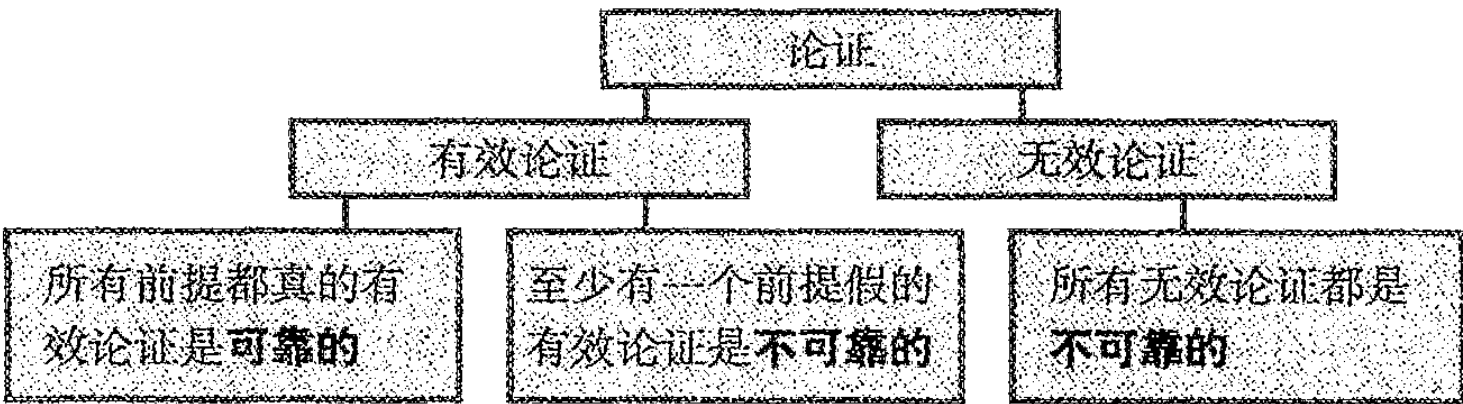 论证
有效论证
无效论证
所有前提都真的有
效论证是可靠的
至少有一个前提假的
有效论证是不可靠的
所有无效论证都是
不可靠的